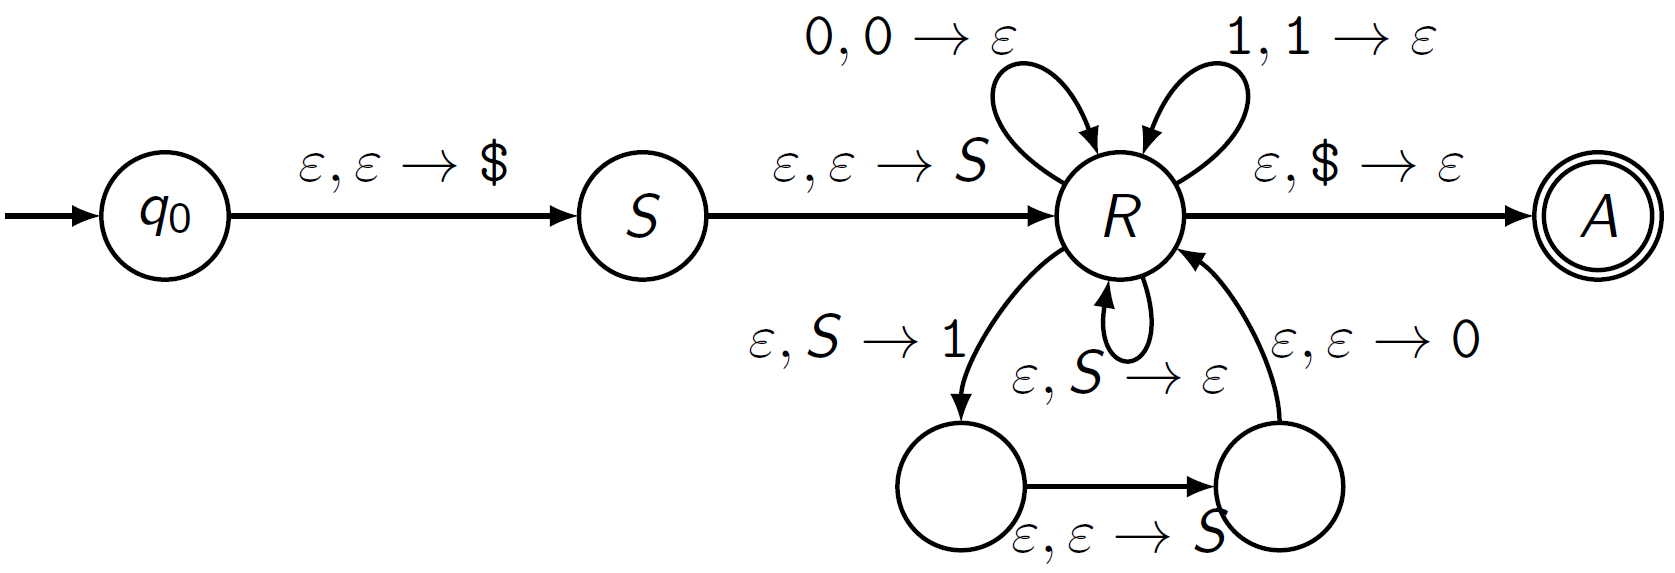 0, 0 → ε
1, 1 → ε
ε, ε → $
ε, ε → S
ε, $ → ε
q₀
S
R
A
ε, S → 1
ε, S → ε
ε, ε → 0
ε, ε → S